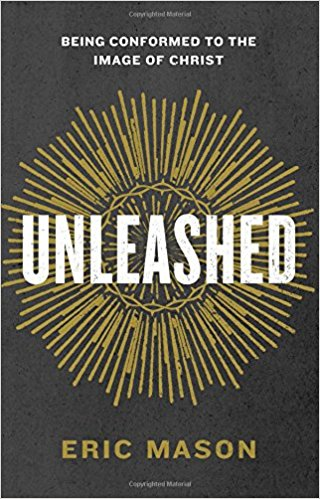 BEING CONFORMED TO THE
IMAGE OF CHRIST
UNLEASHED
ERIC MASON